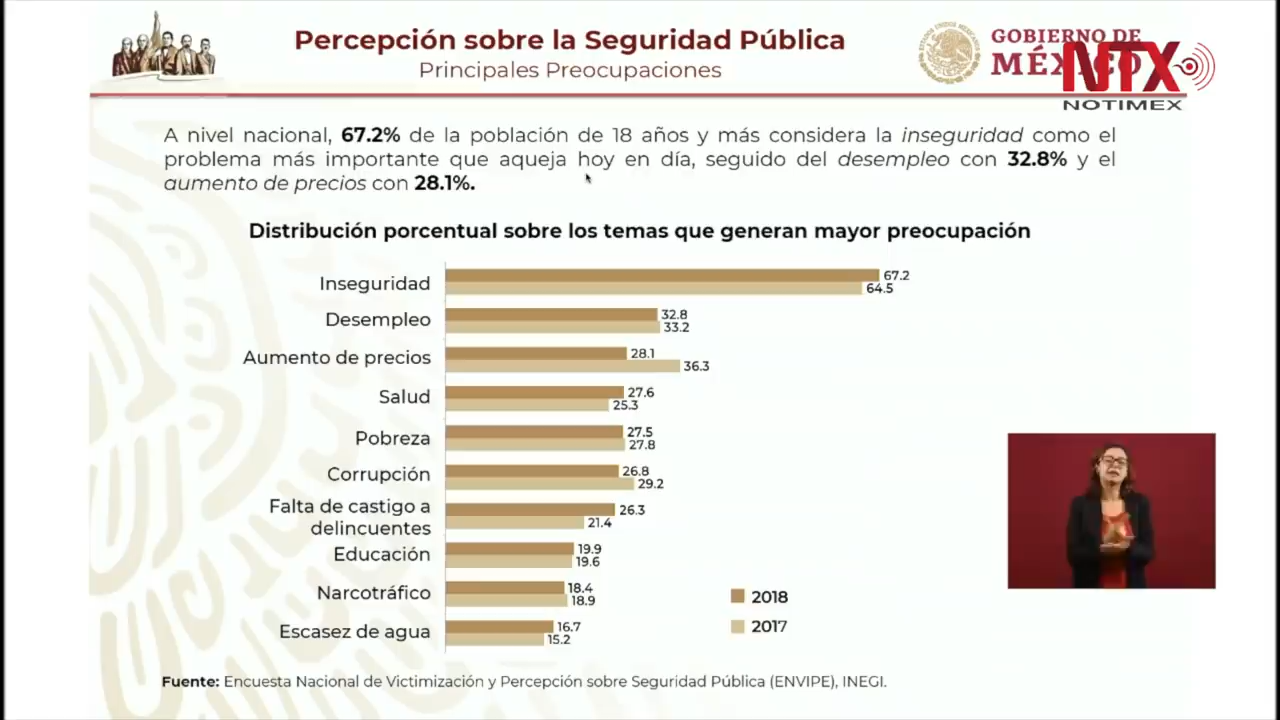 Percepción sobre la Seguridad Pública
Principales Preocupaciones
GOBIERNO DE
MÉXICO
NTX
NOTIMEX
A nivel nacional, 67.2% de la población de 18 años y más considera la inseguridad como el
problema más importante que aqueja hoy en día, seguido del desempleo con 32.8% y el
aumento de precios con 28.1%.
Distribución porcentual sobre los temas que generan mayor preocupación
Inseguridad
67.2
64.5
Desempleo
32.8
33.2
Aumento de precios
28.1
36.3
Salud
27.6
25.3
Pobreza
27.5
27.8
Corrupción
26.8
29.2
Falta de castigo a
delincuentes
26.3
21.4
Educación
19.9
19.6
Narcotráfico
18.4
18.9
Escasez de agua
16.7
15.2
2018
2017
Fuente: Encuesta Nacional de Victimización y Percepción sobre Seguridad Pública (ENVIPE), INEGI.